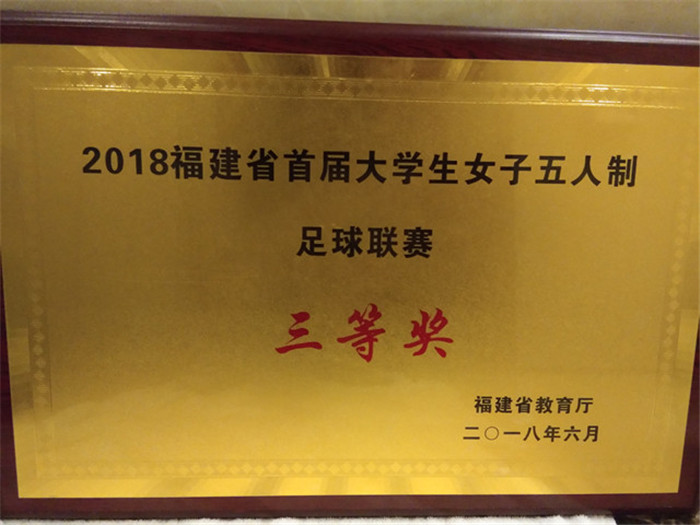 2018福建省首届大学生女子五人制
足球联赛
三等奖
福建省教育厅
二〇一八年六月